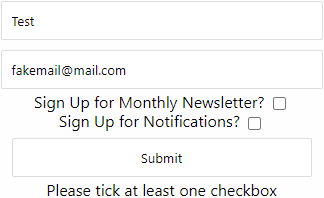 Test
fakemail@mail.com
Sign Up for Monthly Newsletter?
Sign Up for Notifications?
Submit
Please tick at least one checkbox